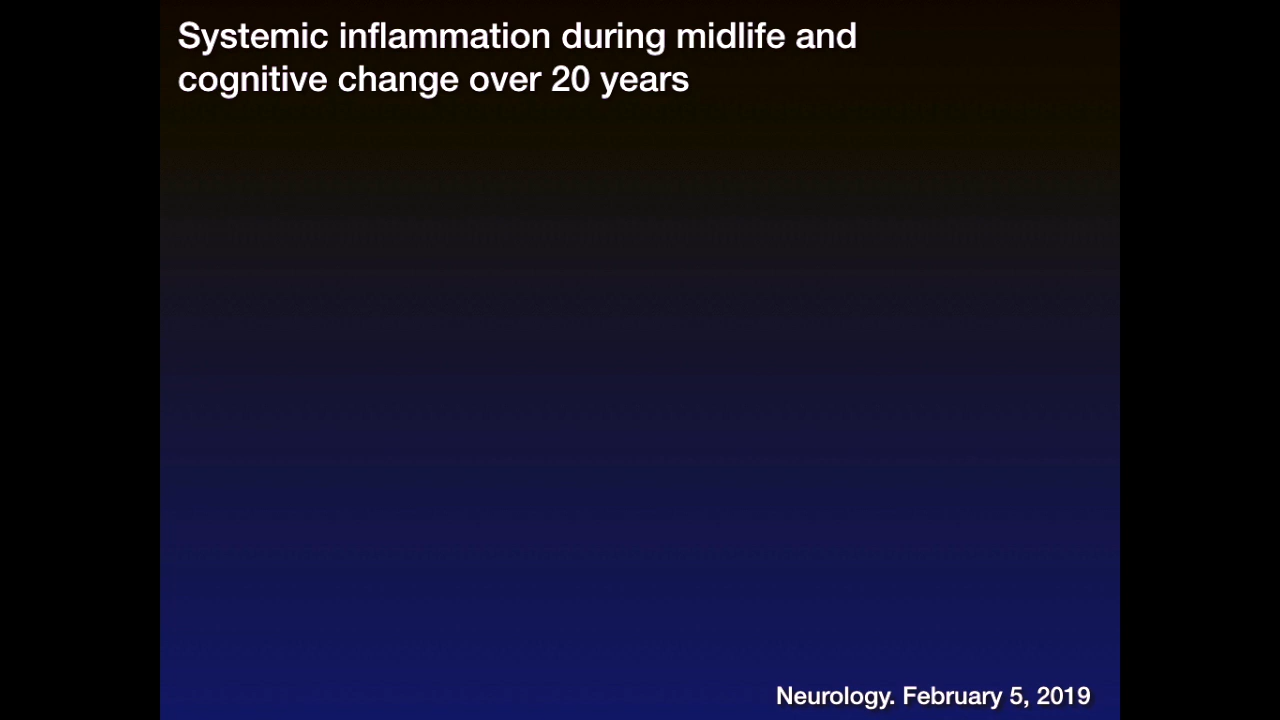 Systemic inflammation during midlife and
cognitive change over 20 years
Neurology. February 5, 2019